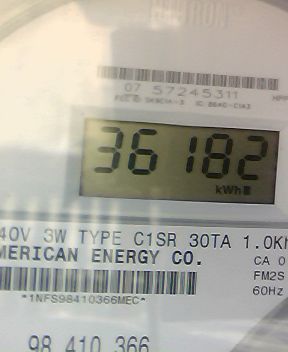 07 57245311
36182
kWh
40V 3W TYPE C1SR 30TA 1.0Kh
MERICAN ENERGY CO.
CA 0
FM2S
60Hz
*1NFS98410366MEC*
98 410 366